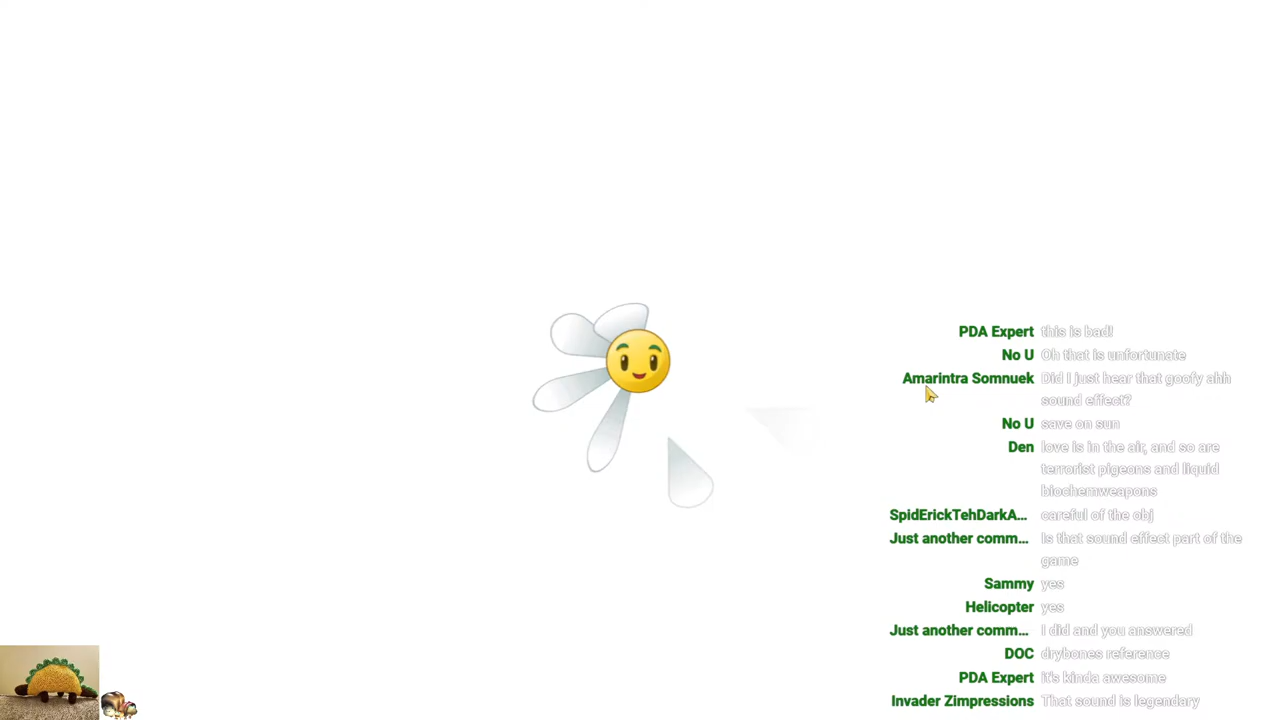 PDA Expert this is bad!
No U Oh that is unfortunate
Amarintra Somnuek Did I just hear that goofy ahh
sound effect?
No U save on sun
Den love is in the air, and so are
terrorist pigeons and liquid
biochemweapons
SpidErickTehDarkA... careful of the obj
Just another comm... Is that sound effect part of the
game
Sammy yes
Helicopter yes
Just another comm... I did and you answered
DOC drybones reference
PDA Expert it's kinda awesome
Invader Zimpressions That sound is legendary